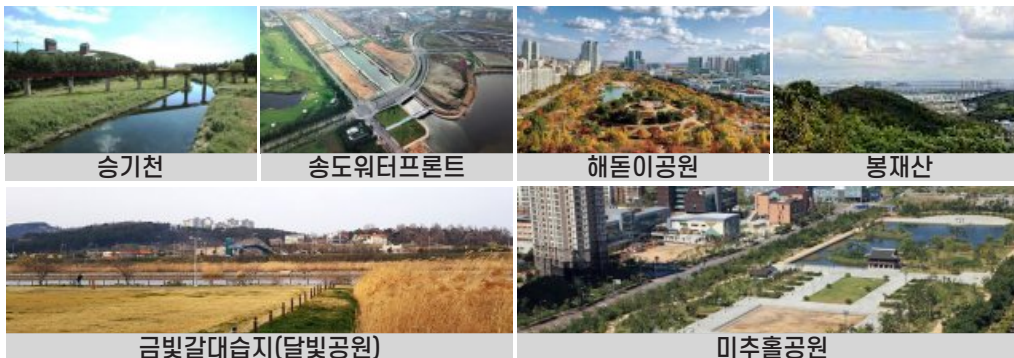 승기천
송도워터프론트
해돋이공원
봉재산
금빛갈대습지(달빛공원)
미추홀공원